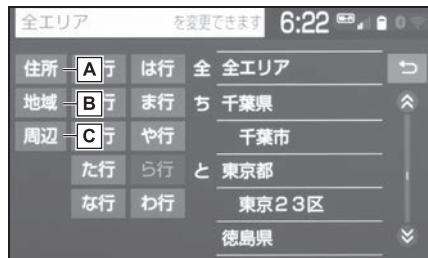 全エリア を変更できます 6:22
住所 A 行 は行 全 全エリア
地域 B 行 ま行 ち 千葉県
周辺 C 行 や行 千葉市
た行 ら行 と 東京都
な行 わ行 東京23区
徳島県